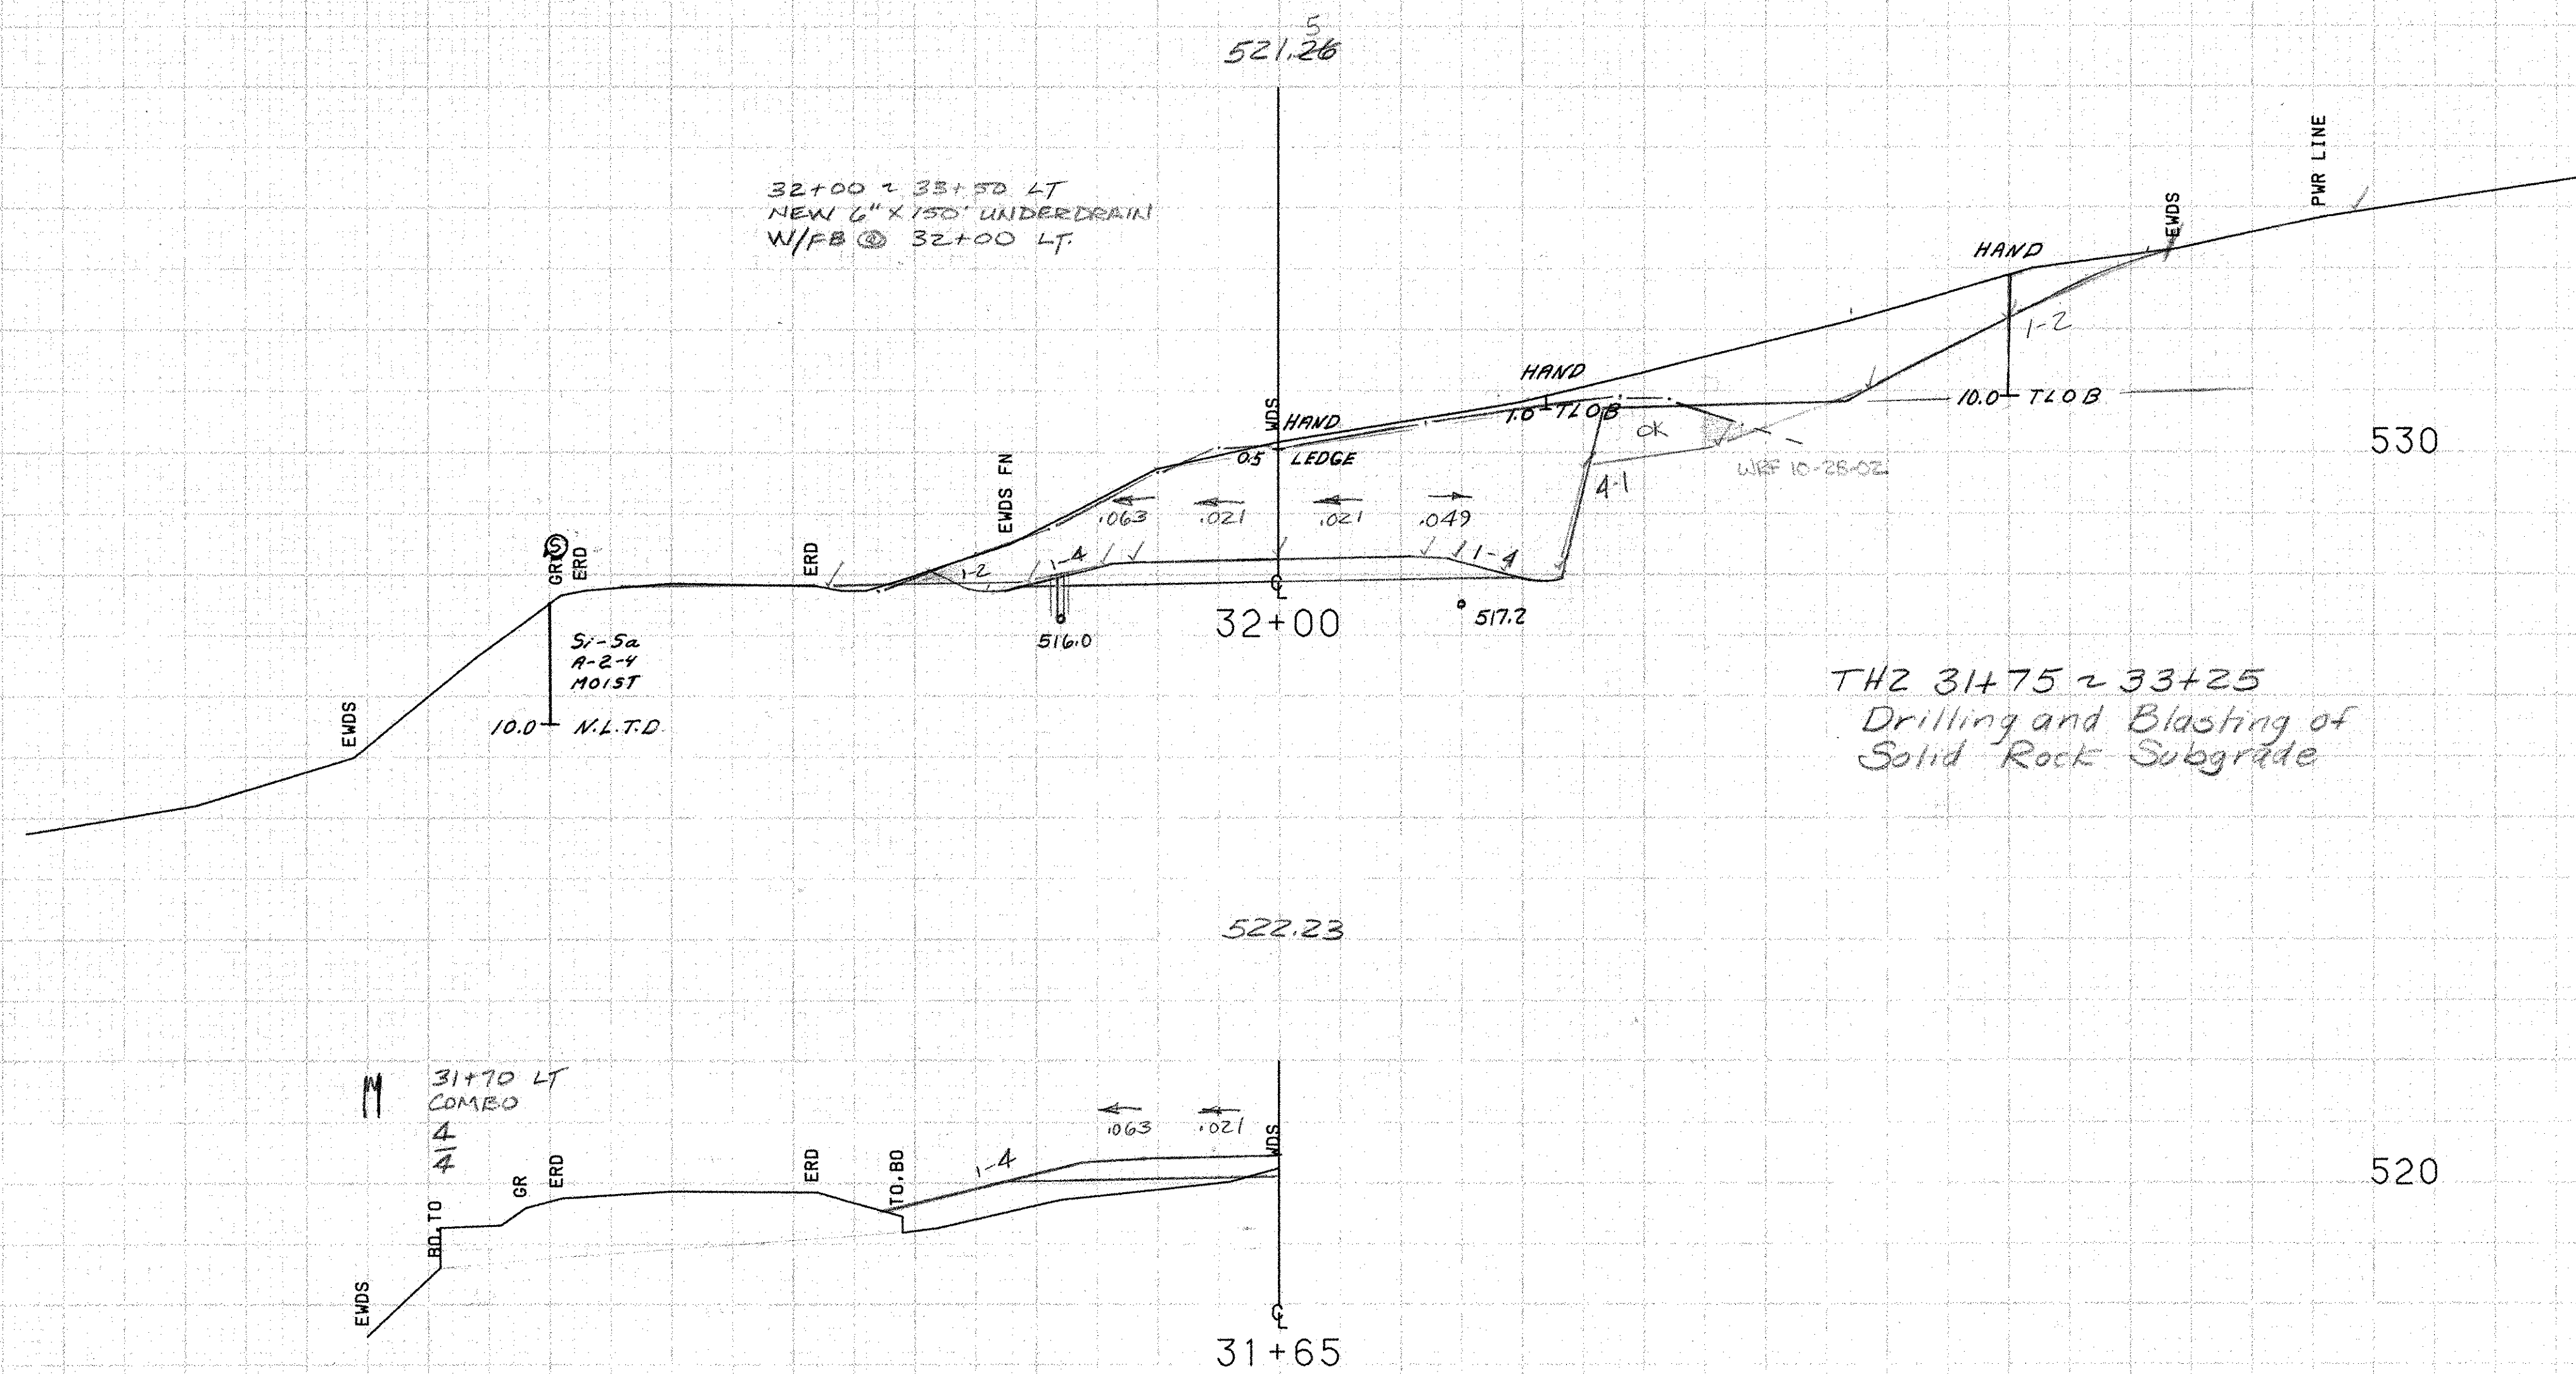 5
521.26
32+00 ~ 33+50 LT
NEW 6" X 150' UNDERDRAIN
W/FB @ 32+00 LT.
PWR LINE
EWDS
HAND
1-2
10.0 TLOB
HAND
1.0 TLOB
OK
WRF 10-28-02
4-1
530
WDS
HAND
0.5 LEDGE
EWDS FN
.063 .021 .021 .049
S
GR
ERD
ERD
1-2
1-4
1-4
℄
32+00
516.0
517.2
Si-Sa
A-2-4
MOIST
10.0 N.L.T.D.
EWDS
TH2 31+75 ~ 33+25
Drilling and Blasting of
Solid Rock Subgrade
522.23
31+70 LT
COMBO
4
4
.063 .021
WDS
1-4
TO,BO
ERD
ERD
GR
BO,TO
EWDS
520
℄
31+65